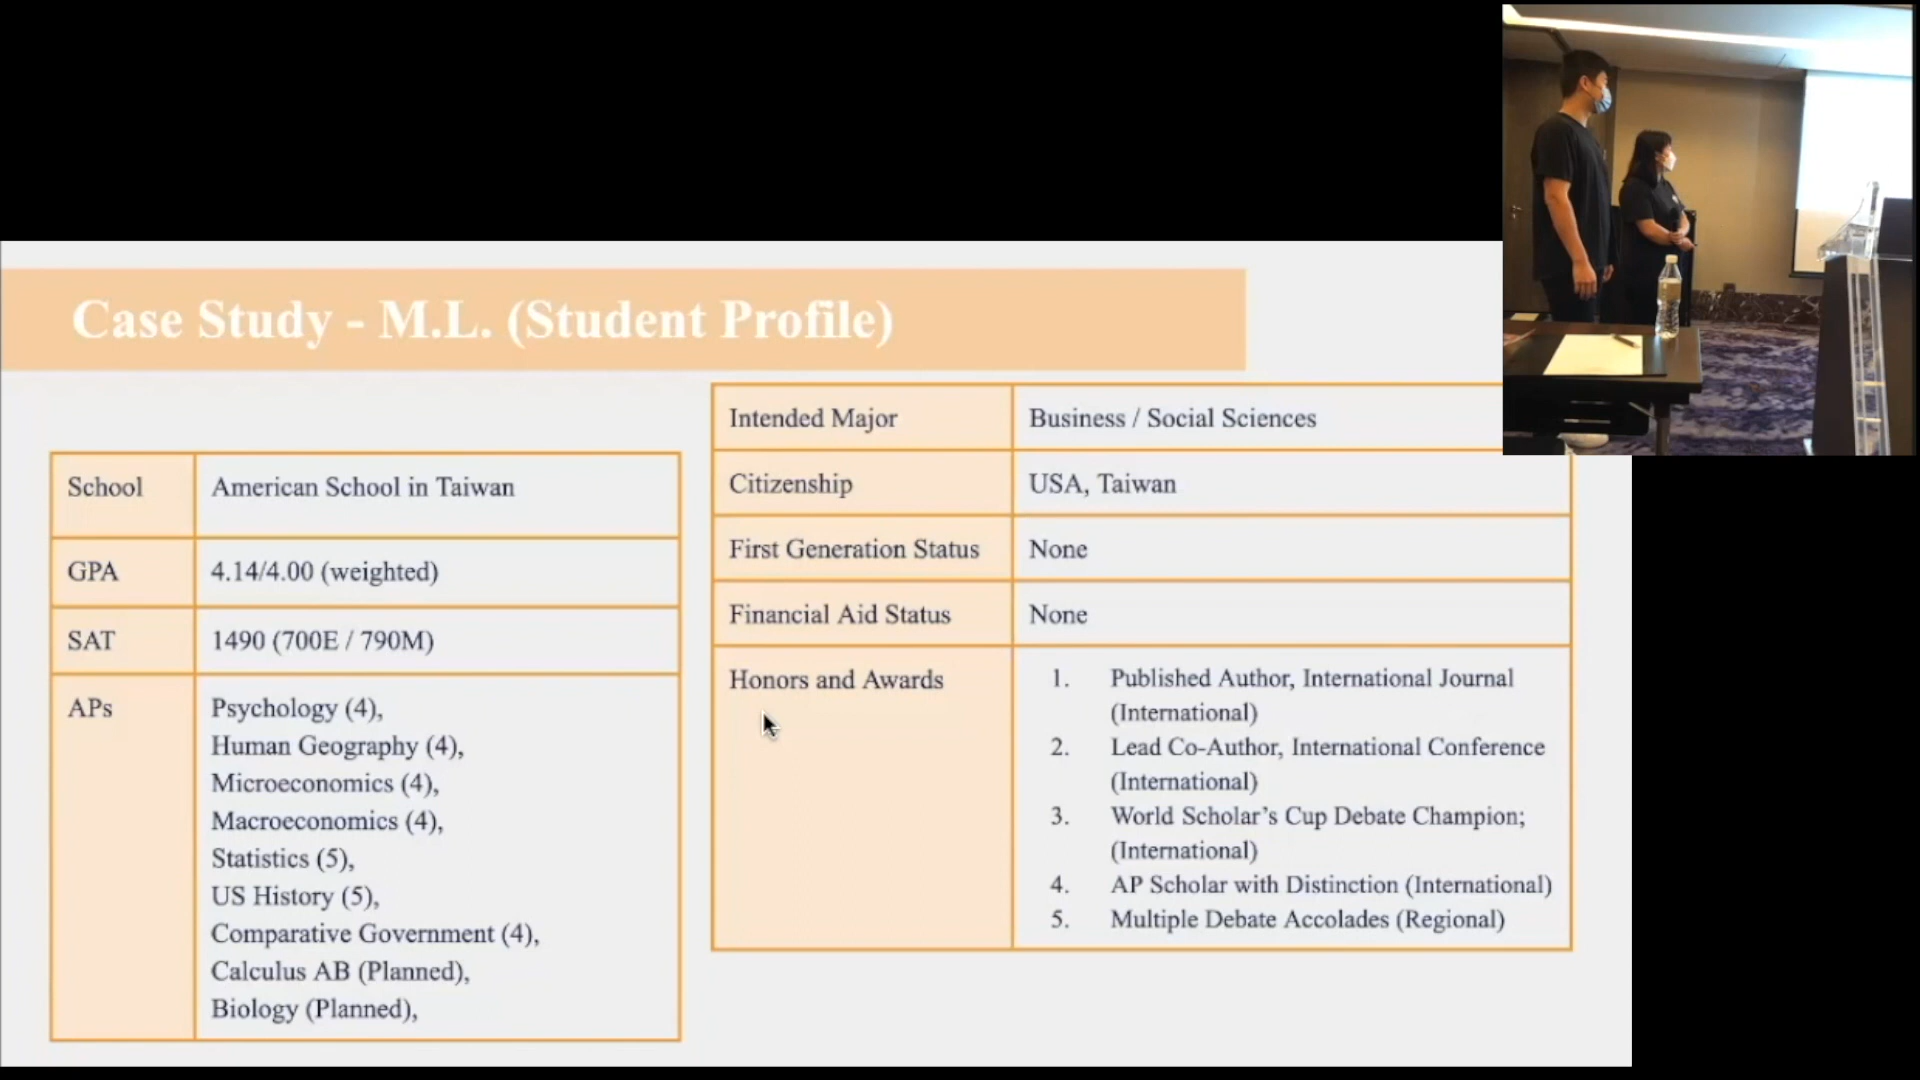 Case Study - M.L. (Student Profile)
School
American School in Taiwan
GPA
4.14/4.00 (weighted)
SAT
1490 (700E / 790M)
APs
Psychology (4),
Human Geography (4),
Microeconomics (4),
Macroeconomics (4),
Statistics (5),
US History (5),
Comparative Government (4),
Calculus AB (Planned),
Biology (Planned),
Intended Major
Business / Social Sciences
Citizenship
USA, Taiwan
First Generation Status
None
Financial Aid Status
None
Honors and Awards
1. Published Author, International Journal
(International)
2. Lead Co-Author, International Conference
(International)
3. World Scholar's Cup Debate Champion;
(International)
4. AP Scholar with Distinction (International)
5. Multiple Debate Accolades (Regional)